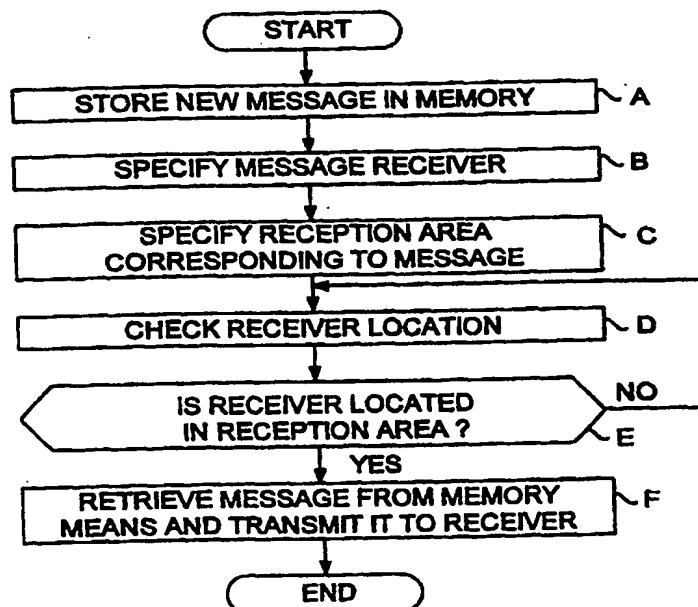 START
STORE NEW MESSAGE IN MEMORY
A
SPECIFY MESSAGE RECEIVER
B
SPECIFY RECEPTION AREA
CORRESPONDING TO MESSAGE
C
CHECK RECEIVER LOCATION
D
IS RECEIVER LOCATED
IN RECEPTION AREA ?
NO
E
YES
RETRIEVE MESSAGE FROM MEMORY
MEANS AND TRANSMIT IT TO RECEIVER
F
END